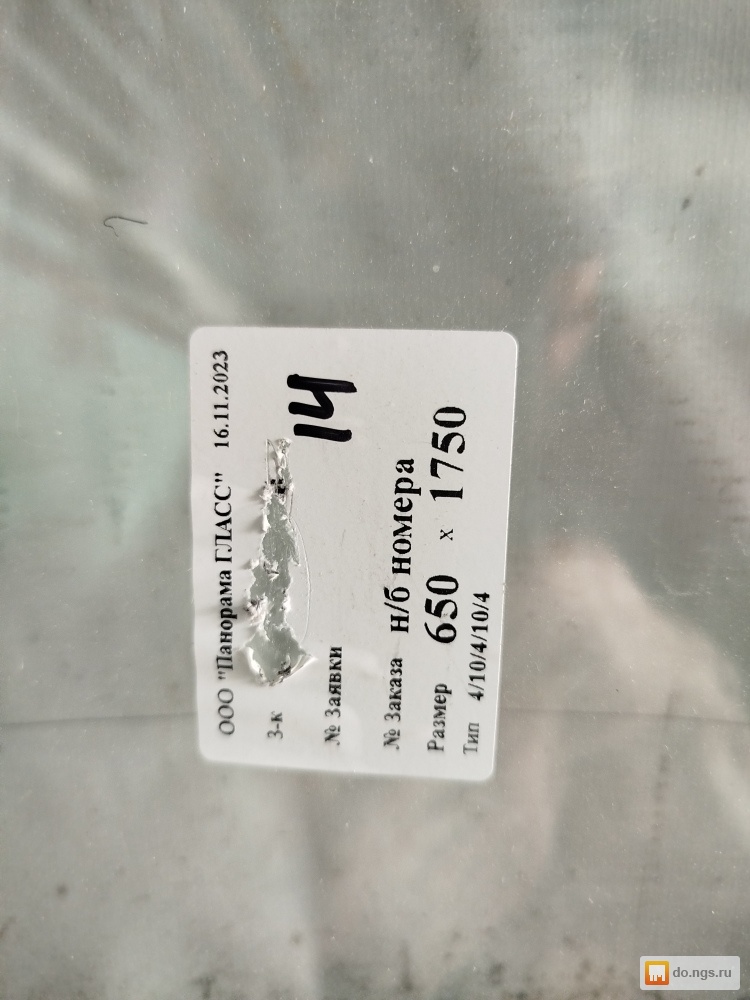 ООО "Панорама ГЛАСС" 16.11.2023
З-к
№ Заявки 14
№ Заказа н/б номера
Размер 650 x 1750
Тип 4/10/4/10/4
do.ngs.ru